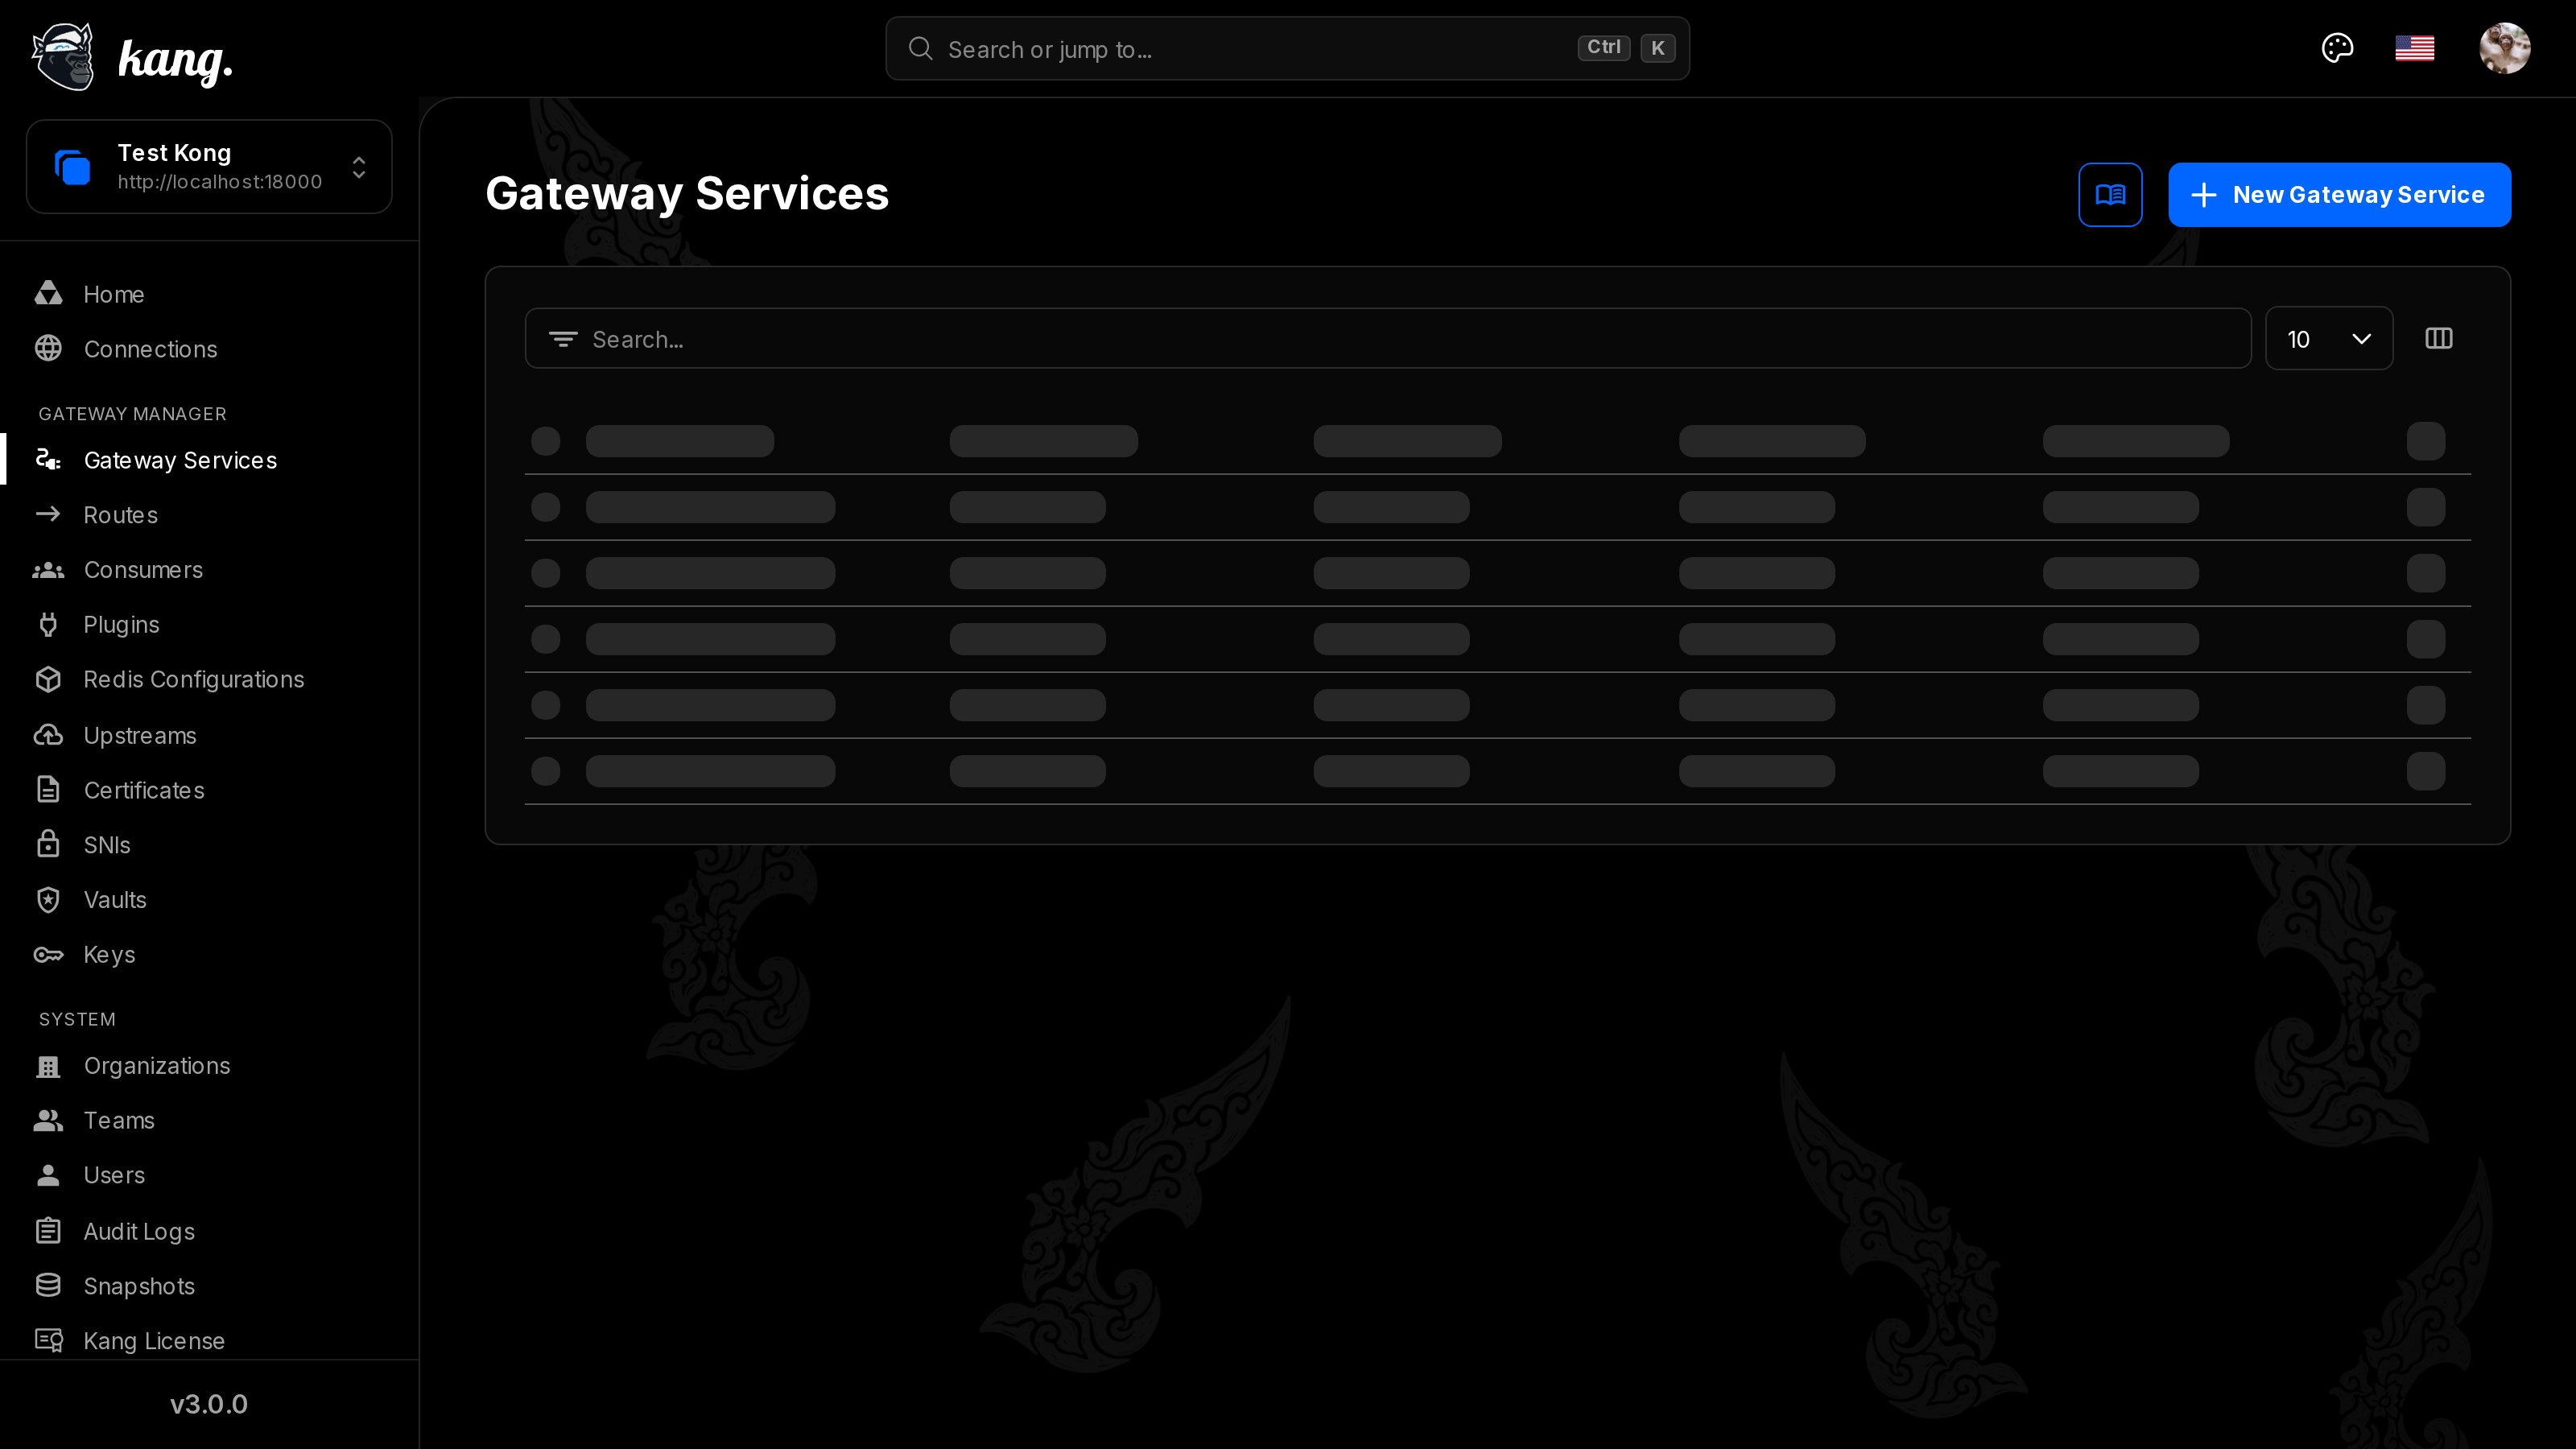 kang.
Search or jump to...
Ctrl
K
Test Kong
http://localhost:18000
Home
Connections
GATEWAY MANAGER
Gateway Services
Routes
Consumers
Plugins
Redis Configurations
Upstreams
Certificates
SNIs
Vaults
Keys
SYSTEM
Organizations
Teams
Users
Audit Logs
Snapshots
Kang License
v3.0.0
Gateway Services
New Gateway Service
Search...
10